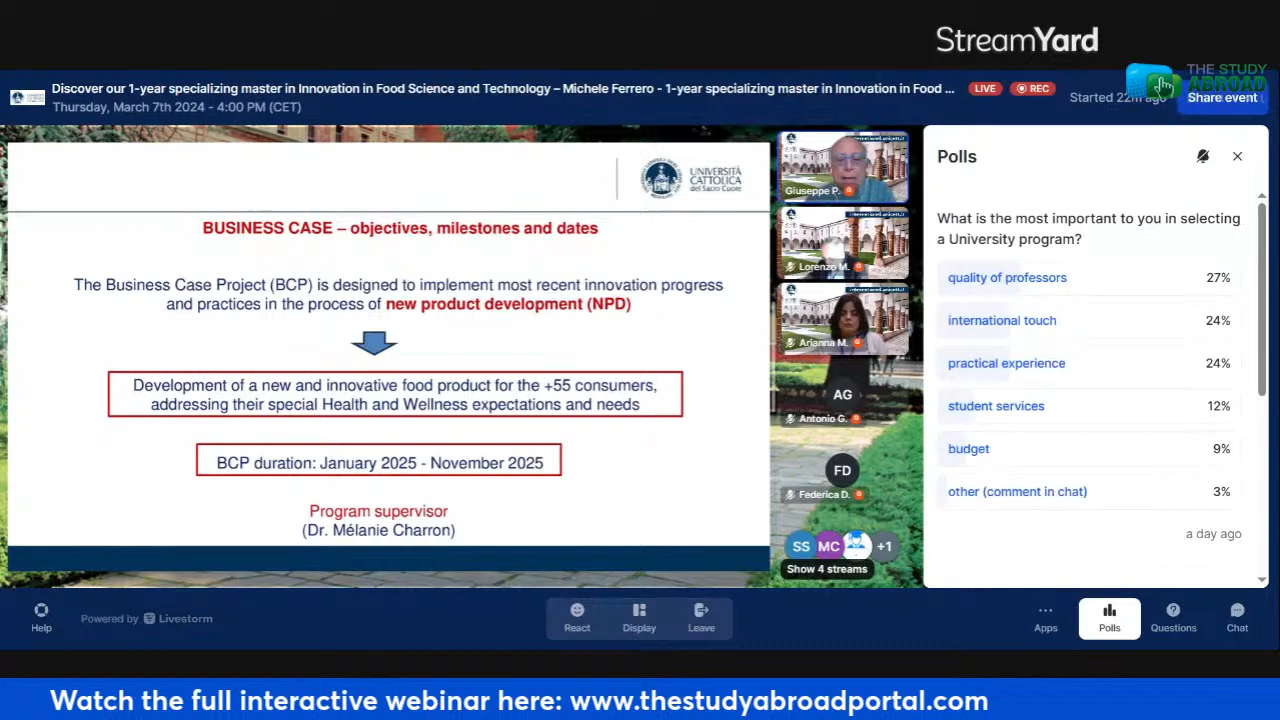 StreamYard
THE STUDY
ABROAD
Discover our 1-year specializing master in Innovation in Food Science and Technology – Michele Ferrero - 1-year specializing master in Innovation in Food ...
LIVE
REC
Thursday, March 7th 2024 - 4:00 PM (CET)
Started 22m ago
Share event
UNIVERSITÀ
CATTOLICA
del Sacro Cuore
BUSINESS CASE – objectives, milestones and dates
The Business Case Project (BCP) is designed to implement most recent innovation progress
and practices in the process of new product development (NPD)
Development of a new and innovative food product for the +55 consumers,
addressing their special Health and Wellness expectations and needs
BCP duration: January 2025 - November 2025
Program supervisor
(Dr. Mélanie Charron)
Giuseppe P.
Lorenzo M.
Arianna M.
AG
Antonio G.
FD
Federica D.
SS
MC
+1
Show 4 streams
Polls
What is the most important to you in selecting
a University program?
quality of professors 27%
international touch 24%
practical experience 24%
student services 12%
budget 9%
other (comment in chat) 3%
a day ago
Help
Powered by Livestorm
React
Display
Leave
Apps
Polls
Questions
Chat
Watch the full interactive webinar here: www.thestudyabroadportal.com